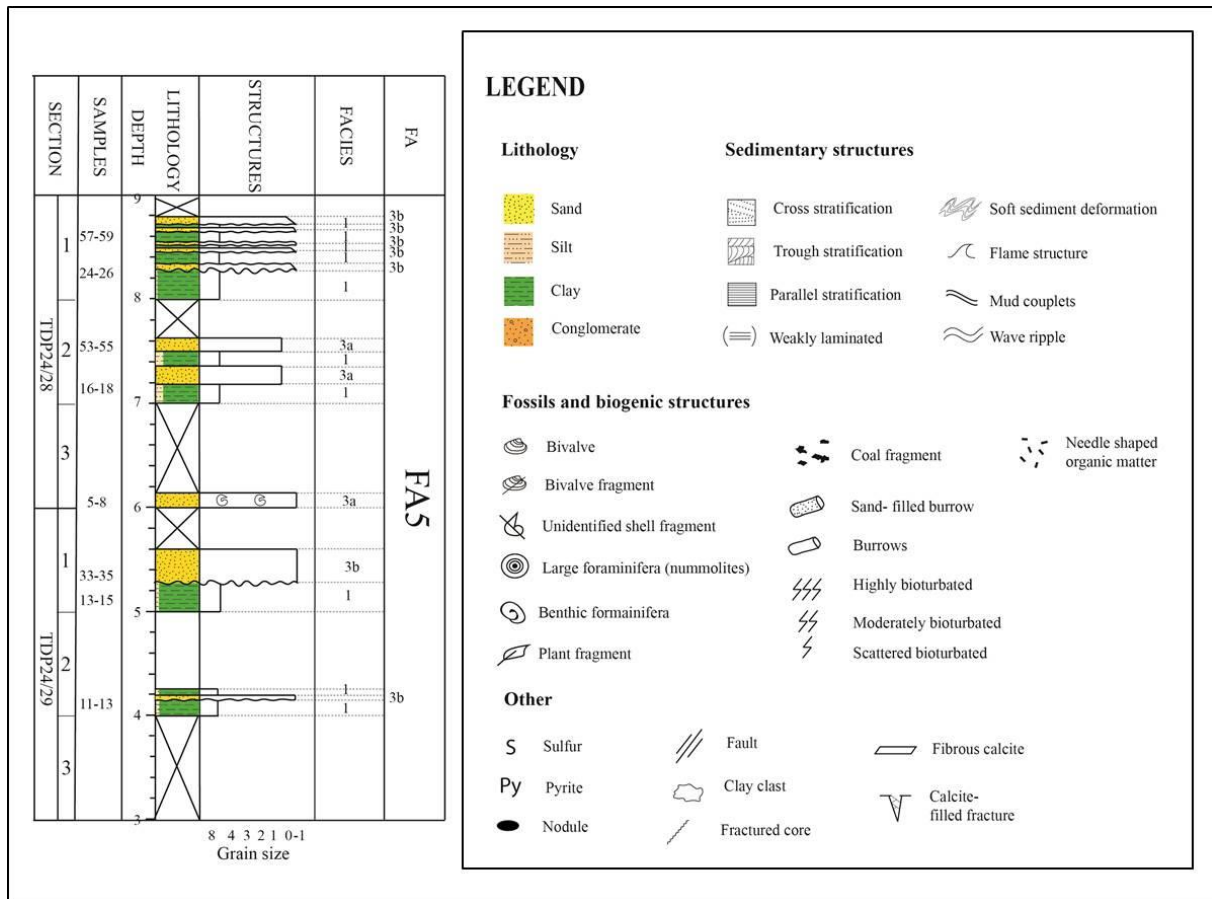 SECTION
SAMPLES
DEPTH
LITHOLOGY
STRUCTURES
FACIES
FA
9
8
7
6
5
4
3
TDP24/28
1
2
3
TDP24/29
1
2
3
57-59
24-26
53-55
16-18
5-8
33-35
13-15
11-13
1
1
1
3a
1
3a
1
3a
3b
1
1
1
3b
3b
3b
3b
3b
3b
FA5
8 4 3 2 1 0-1
Grain size
LEGEND
Lithology
Sand
Silt
Clay
Conglomerate
Sedimentary structures
Cross stratification
Trough stratification
Parallel stratification
(≡) Weakly laminated
Soft sediment deformation
Flame structure
Mud couplets
Wave ripple
Fossils and biogenic structures
Bivalve
Bivalve fragment
Unidentified shell fragment
Large foraminifera (nummolites)
Benthic formainifera
Plant fragment
Coal fragment
Sand- filled burrow
Burrows
Highly bioturbated
Moderately bioturbated
Scattered bioturbated
Needle shaped
organic matter
Other
S Sulfur
Py Pyrite
Nodule
Fault
Clay clast
Fractured core
Fibrous calcite
Calcite-
filled fracture